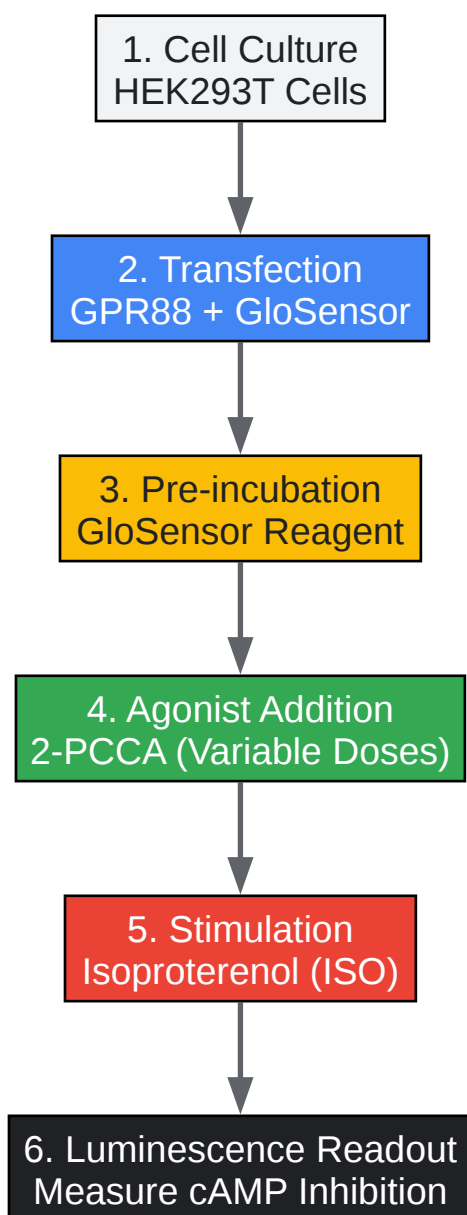 1. Cell Culture
HEK293T Cells
2. Transfection
GPR88 + GloSensor
3. Pre-incubation
GloSensor Reagent
4. Agonist Addition
2-PCCA (Variable Doses)
5. Stimulation
Isoproterenol (ISO)
6. Luminescence Readout
Measure cAMP Inhibition